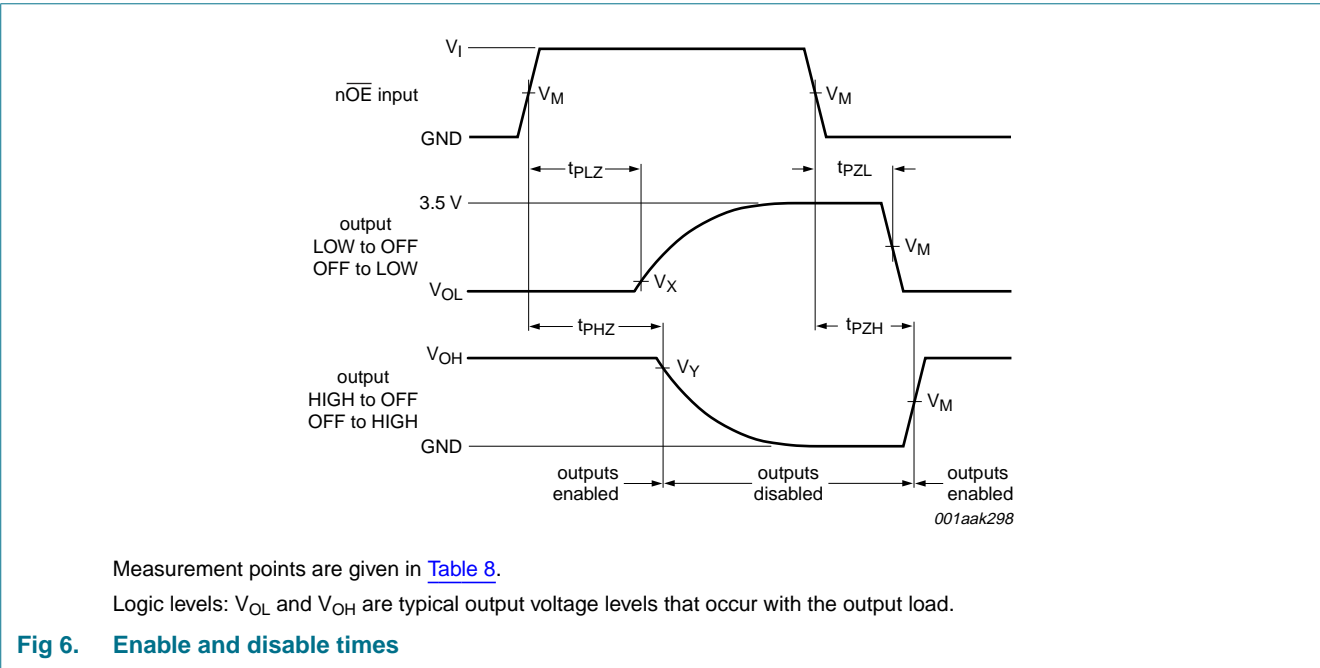 V_I
nOE input
V_M
V_M
GND
t_PLZ
t_PZL
3.5 V
output
LOW to OFF
OFF to LOW
V_M
V_X
V_OL
t_PHZ
t_PZH
V_OH
V_Y
output
HIGH to OFF
OFF to HIGH
V_M
GND
outputs
enabled
outputs
disabled
outputs
enabled
001aak298
Measurement points are given in Table 8.
Logic levels: V_OL and V_OH are typical output voltage levels that occur with the output load.
Fig 6. Enable and disable times